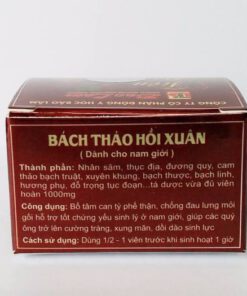 CÔNG TY CỔ PHẦN ĐÔNG Y HỌC BẢO LÂM
BÁCH THẢO HỒI XUÂN
( Dành cho nam giới )
Thành phần: Nhân sâm, thục địa, đương quy, cam
thảo bạch truật, xuyên khung, bạch thược, bạch linh,
hương phụ, đỗ trọng tục đoạn...tá dược vừa đủ viên
hoàn 1000mg
Công dụng: Bổ tâm can tỳ phế thận, chống đau lưng mỏi
gối hỗ trợ tốt chứng yếu sinh lý ở nam giới, giúp các quý
ông trở lên cường tráng, xung mãn, dồi dào sinh lực
Cách sử dụng: Dùng 1/2 - 1 viên trước khi sinh hoạt 1 giờ